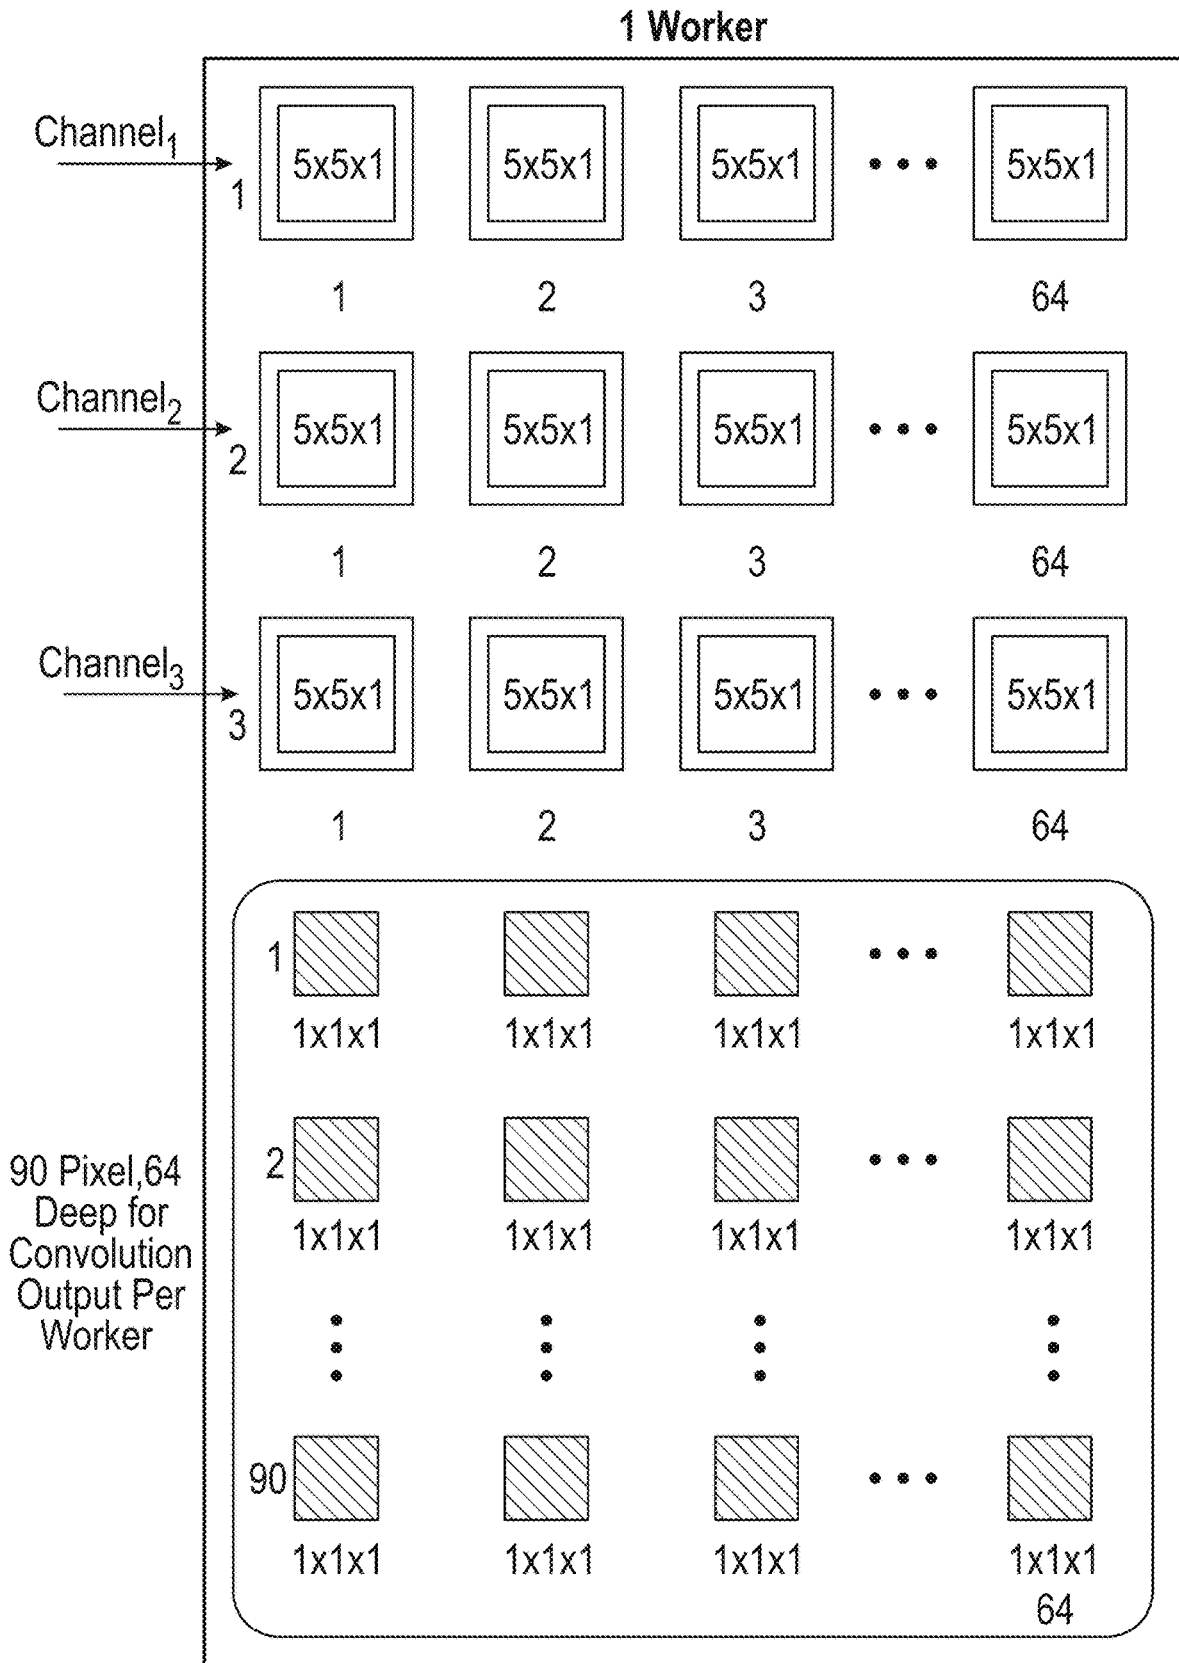 1 Worker
Channel1
1 5x5x1 5x5x1 5x5x1 5x5x1
1 2 3 64
Channel2
2 5x5x1 5x5x1 5x5x1 5x5x1
1 2 3 64
Channel3
3 5x5x1 5x5x1 5x5x1 5x5x1
1 2 3 64
1
1x1x1 1x1x1 1x1x1 1x1x1
2
1x1x1 1x1x1 1x1x1 1x1x1
90 Pixel,64
Deep for
Convolution
Output Per
Worker
90
1x1x1 1x1x1 1x1x1 1x1x1
64